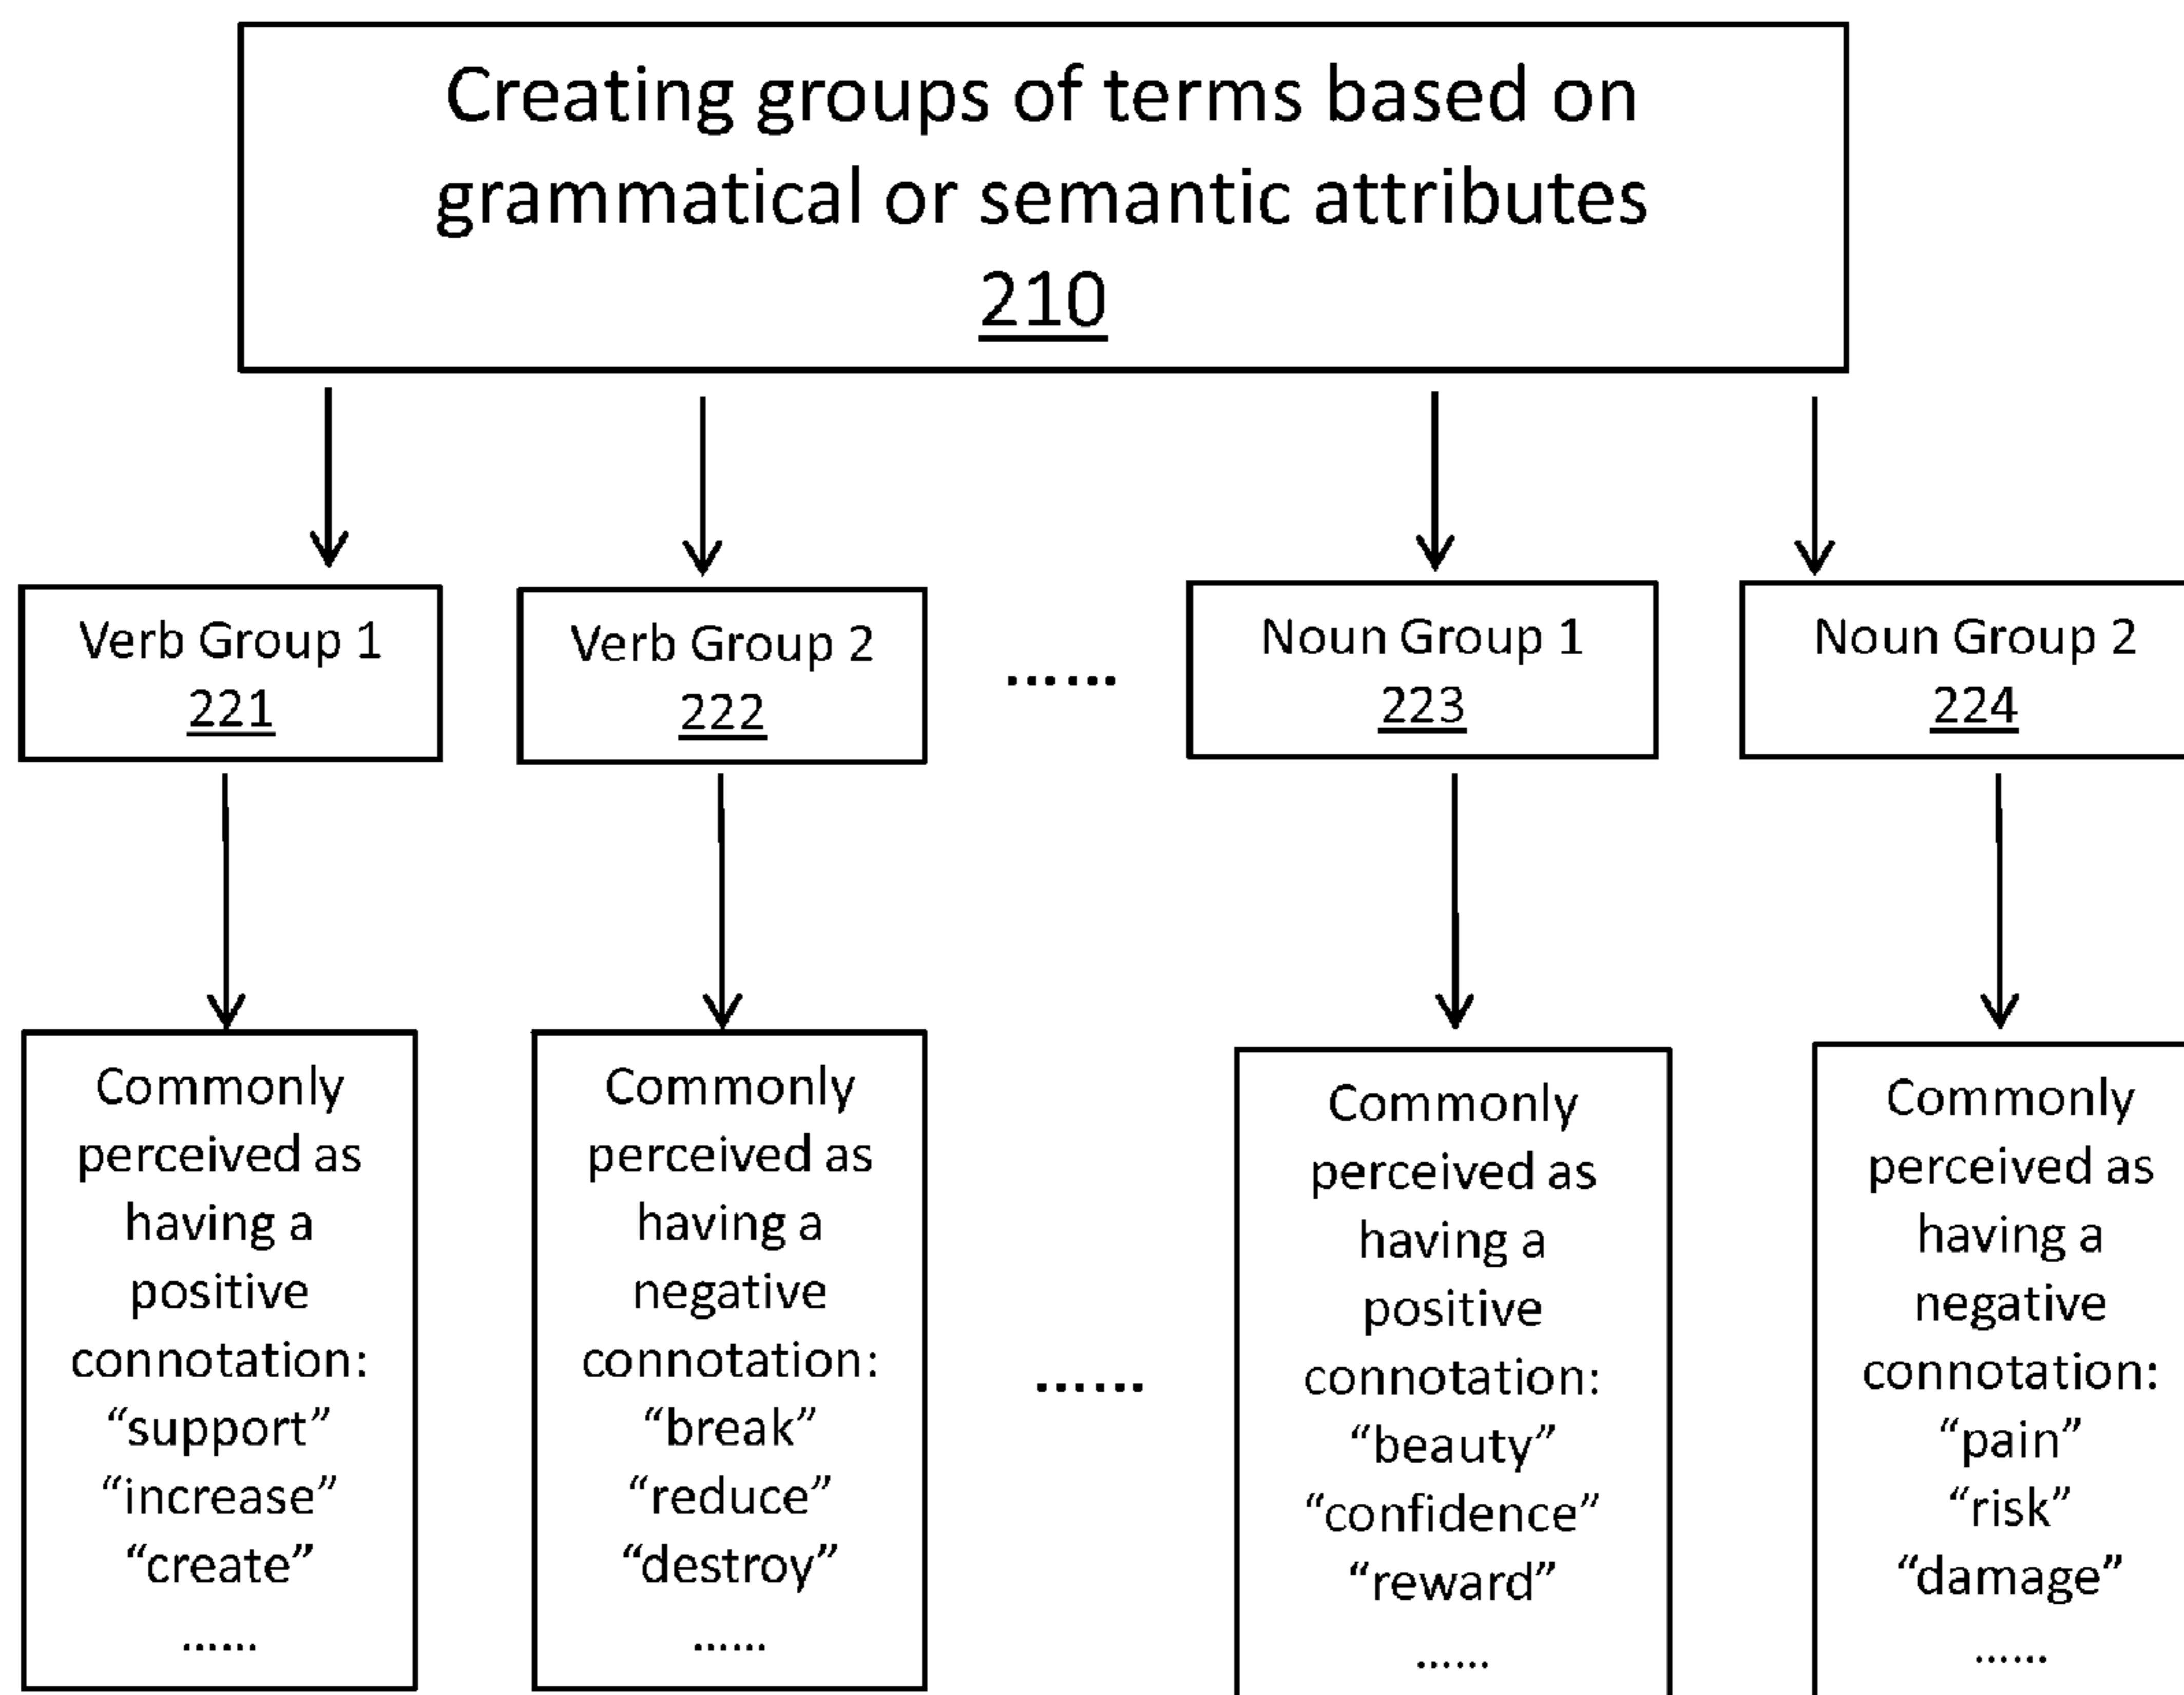 Creating groups of terms based on
grammatical or semantic attributes
210
Verb Group 1
221
Verb Group 2
222
......
Noun Group 1
223
Noun Group 2
224
Commonly
perceived as
having a
positive
connotation:
“support”
“increase”
“create”
......
Commonly
perceived as
having a
negative
connotation:
“break”
“reduce”
“destroy”
......
......
Commonly
perceived as
having a
positive
connotation:
“beauty”
“confidence”
“reward”
......
Commonly
perceived as
having a
negative
connotation:
“pain”
“risk”
“damage”
......